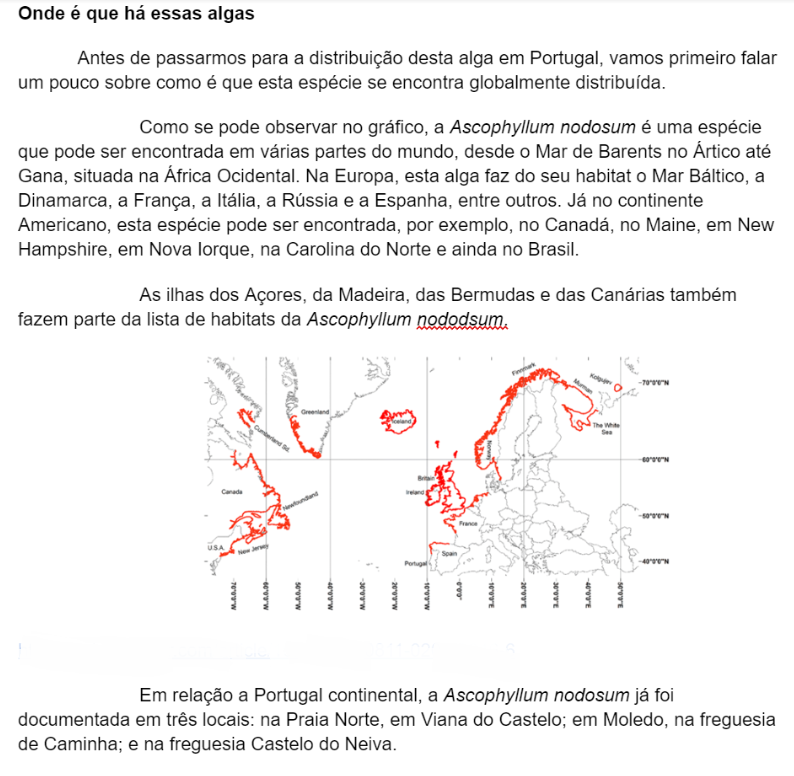 Onde é que há essas algas
Antes de passarmos para a distribuição desta alga em Portugal, vamos primeiro falar
um pouco sobre como é que esta espécie se encontra globalmente distribuída.
Como se pode observar no gráfico, a Ascophyllum nodosum é uma espécie
que pode ser encontrada em várias partes do mundo, desde o Mar de Barents no Ártico até
Gana, situada na África Ocidental. Na Europa, esta alga faz do seu habitat o Mar Báltico, a
Dinamarca, a França, a Itália, a Rússia e a Espanha, entre outros. Já no continente
Americano, esta espécie pode ser encontrada, por exemplo, no Canadá, no Maine, em New
Hampshire, em Nova Iorque, na Carolina do Norte e ainda no Brasil.
As ilhas dos Açores, da Madeira, das Bermudas e das Canárias também
fazem parte da lista de habitats da Ascophyllum nododsum.
Finnmark
Kolgujev
Murman
70°0'0"N
Greenland
Iceland
The White
Sea
Cumberland Sd.
Norway
60°0'0"N
Britain
Canada
Ireland
Newfoundland
50°0'0"N
France
U.S.A.
New Jersey
Spain
Portugal
40°0'0"N
70°0'0"W
60°0'0"W
50°0'0"W
40°0'0"W
30°0'0"W
20°0'0"W
10°0'0"W
0°0'0"
10°0'0"E
20°0'0"E
30°0'0"E
40°0'0"E
50°0'0"E
Em relação a Portugal continental, a Ascophyllum nodosum já foi
documentada em três locais: na Praia Norte, em Viana do Castelo; em Moledo, na freguesia
de Caminha; e na freguesia Castelo do Neiva.